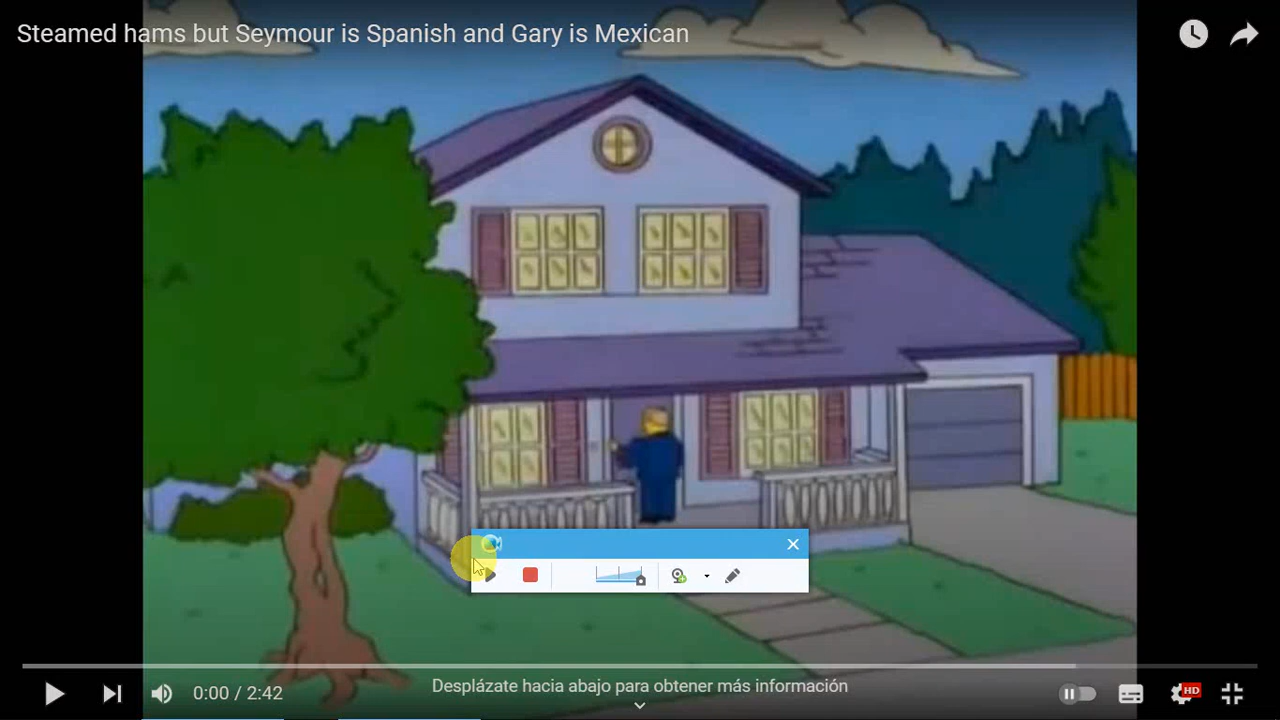 Steamed hams but Seymour is Spanish and Gary is Mexican
0:00 / 2:42
Desplázate hacia abajo para obtener más información
HD